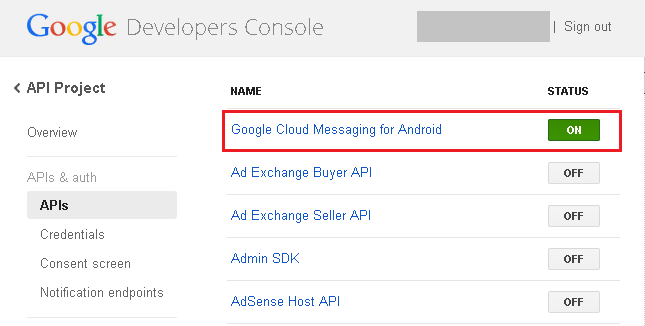 Google Developers Console | Sign out
API Project
Overview
APIs & auth
APIs
Credentials
Consent screen
Notification endpoints
NAME STATUS
Google Cloud Messaging for Android ON
Ad Exchange Buyer API OFF
Ad Exchange Seller API OFF
Admin SDK OFF
AdSense Host API OFF